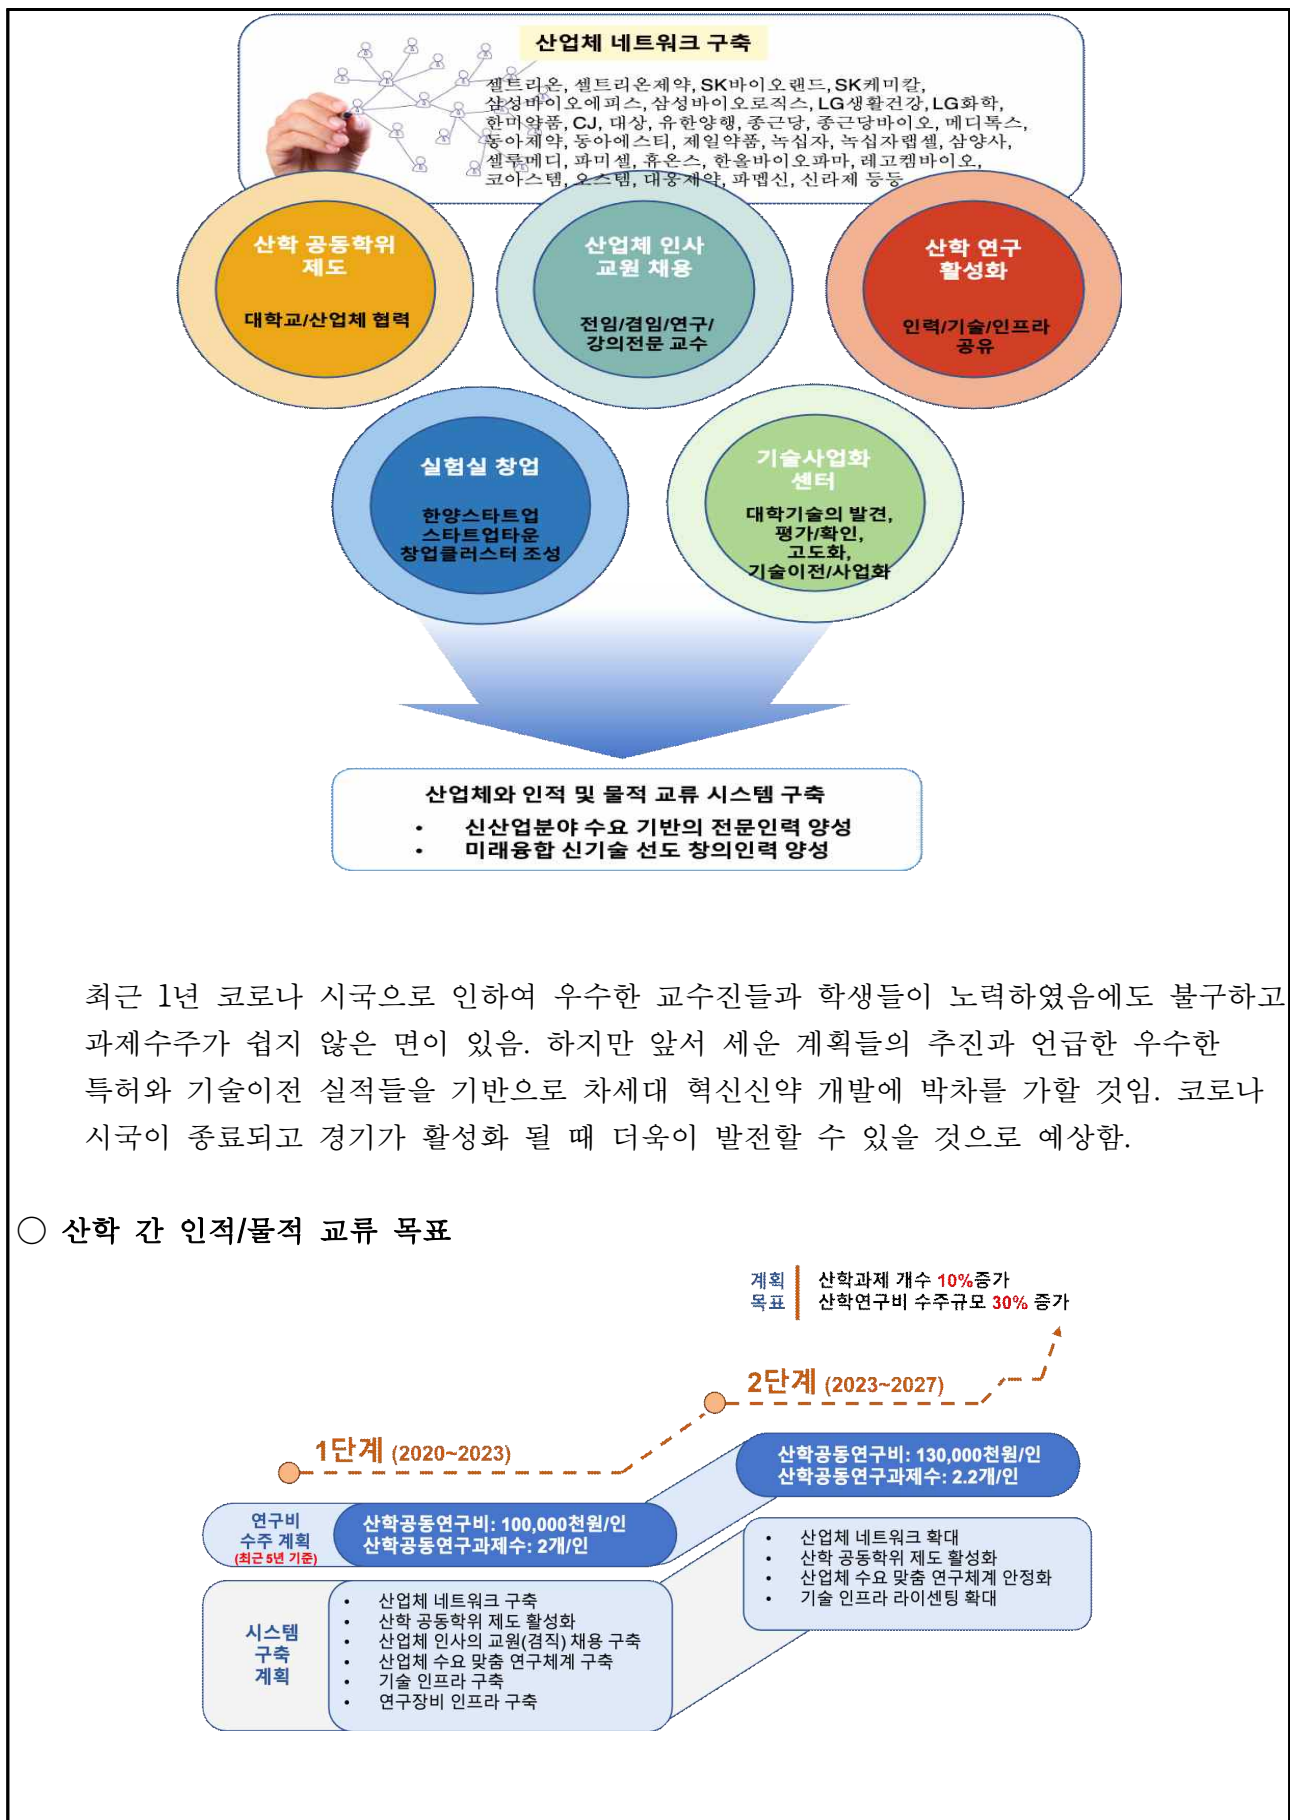 산업체 네트워크 구축
셀트리온, 셀트리온제약, SK바이오랜드, SK케미칼,
삼성바이오에피스, 삼성바이오로직스, LG생활건강, LG화학,
한미약품, CJ, 대상, 유한양행, 종근당, 종근당바이오, 메디톡스,
동아제약, 동아에스티, 제일약품, 녹십자, 녹십자랩셀, 삼양사,
셀루메디, 파미셀, 휴온스, 한올바이오파마, 레고켐바이오,
코아스템, 오스템, 대웅제약, 파멥신, 신라제 등등
산학 공동학위
제도
대학교/산업체 협력
산업체 인사
교원 채용
전임/겸임/연구/
강의전문 교수
산학 연구
활성화
인력/기술/인프라
공유
실험실 창업
한양스타트업
스타트업타운
창업클러스터 조성
기술사업화
센터
대학기술의 발견,
평가/확인,
고도화,
기술이전/사업화
산업체와 인적 및 물적 교류 시스템 구축
• 신산업분야 수요 기반의 전문인력 양성
• 미래융합 신기술 선도 창의인력 양성
최근 1년 코로나 시국으로 인하여 우수한 교수진들과 학생들이 노력하였음에도 불구하고
과제수주가 쉽지 않은 면이 있음. 하지만 앞서 세운 계획들의 추진과 언급한 우수한
특허와 기술이전 실적들을 기반으로 차세대 혁신신약 개발에 박차를 가할 것임. 코로나
시국이 종료되고 경기가 활성화 될 때 더욱이 발전할 수 있을 것으로 예상함.
○ 산학 간 인적/물적 교류 목표
계획
목표
산학과제 개수 10%증가
산학연구비 수주규모 30% 증가
2단계 (2023~2027)
1단계 (2020~2023)
산학공동연구비: 130,000천원/인
산학공동연구과제수: 2.2개/인
연구비
수주 계획
(최근 5년 기준)
산학공동연구비: 100,000천원/인
산학공동연구과제수: 2개/인
• 산업체 네트워크 확대
• 산학 공동학위 제도 활성화
• 산업체 수요 맞춤 연구체계 안정화
• 기술 인프라 라이센팅 확대
시스템
구축
계획
• 산업체 네트워크 구축
• 산학 공동학위 제도 활성화
• 산업체 인사의 교원(겸직) 채용 구축
• 산업체 수요 맞춤 연구체계 구축
• 기술 인프라 구축
• 연구장비 인프라 구축